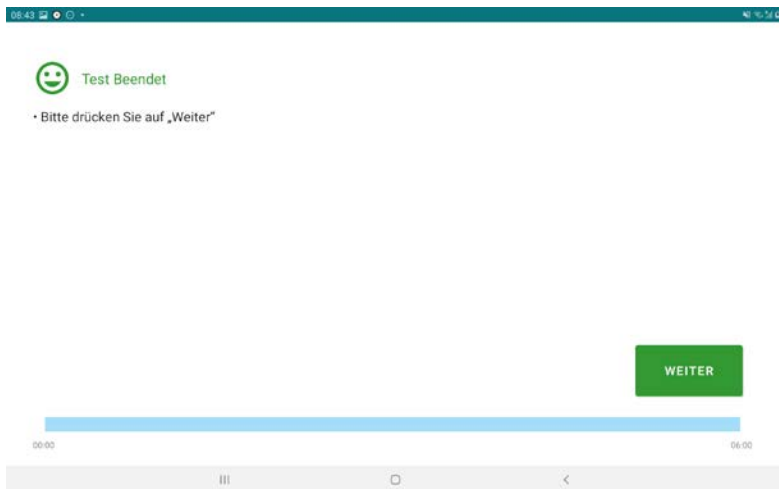 08:43
Test Beendet
• Bitte drücken Sie auf „Weiter“
WEITER
00:00
06:00